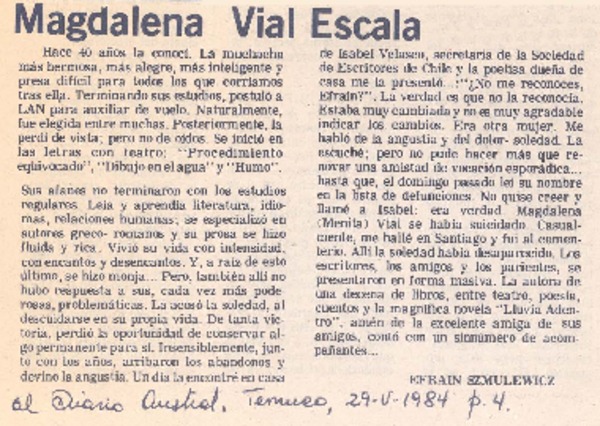 Magdalena Vial Escala
Hace 40 años la conocí. La muchacha
más hermosa, más alegre, más inteligente y
presa difícil para todos los que corríamos
tras ella. Terminando sus estudios, postuló a
LAN para auxiliar de vuelo. Naturalmente,
fue elegida entre muchas. Posteriormente, la
perdí de vista; pero no de oídos. Se inició en
las letras con teatro: "Procedimiento
equivocado", "Dibujo en el agua" y "Humo".
Sus afanes no terminaron con los estudios
regulares. Leía y aprendía literatura, idio-
mas, relaciones humanas; se especializó en
autores greco-romanos y su prosa se hizo
fluida y rica. Vivió su vida con intensidad,
con encantos y desencantos. Y, a raíz de esto
último, se hizo monja... Pero, también allí no
hubo respuesta a sus, cada vez más pode-
rosas, problemáticas. La acosó la soledad, al
descuidarse en su propia vida. De tanta vic-
toria, perdió la oportunidad de conservar al-
go permanente para sí. Insensiblemente, jun-
to con los años, arribaron los abandonos y
devino la angustia. Un día la encontré en casa
de Isabel Velasco, secretaria de la Sociedad
de Escritores de Chile y la poetisa dueña de
casa me la presentó. :"¿No me reconoces,
Efraín?". La verdad es que no la reconocía.
Estaba muy cambiada y no es muy agradable
indicar los cambios. Era otra mujer. Me
habló de la angustia y del dolor- soledad. La
escuché; pero no pude hacer más que re-
novar una amistad de vocación esporádica...
hasta que, el domingo pasado leí su nombre
en la lista de defunciones. No quise creer y
llamé a Isabel: era verdad. Magdalena
(Menita) Vial se había suicidado. Casual-
mente, me hallé en Santiago y fui al cemen-
terio. Allí la soledad había desaparecido. Los
escritores, los amigos y los parientes, se
presentaron en forma masiva. La autora de
una decena de libros, entre teatro, poesía,
cuentos y la magnífica novela "Lluvia Aden-
tro", amén de la excelente amiga de sus
amigos, contó con un sinnúmero de acom-
pañantes...
EFRAIN SZMULEWICZ
el Diario Austral, Temuco, 29-V-1984 p. 4.